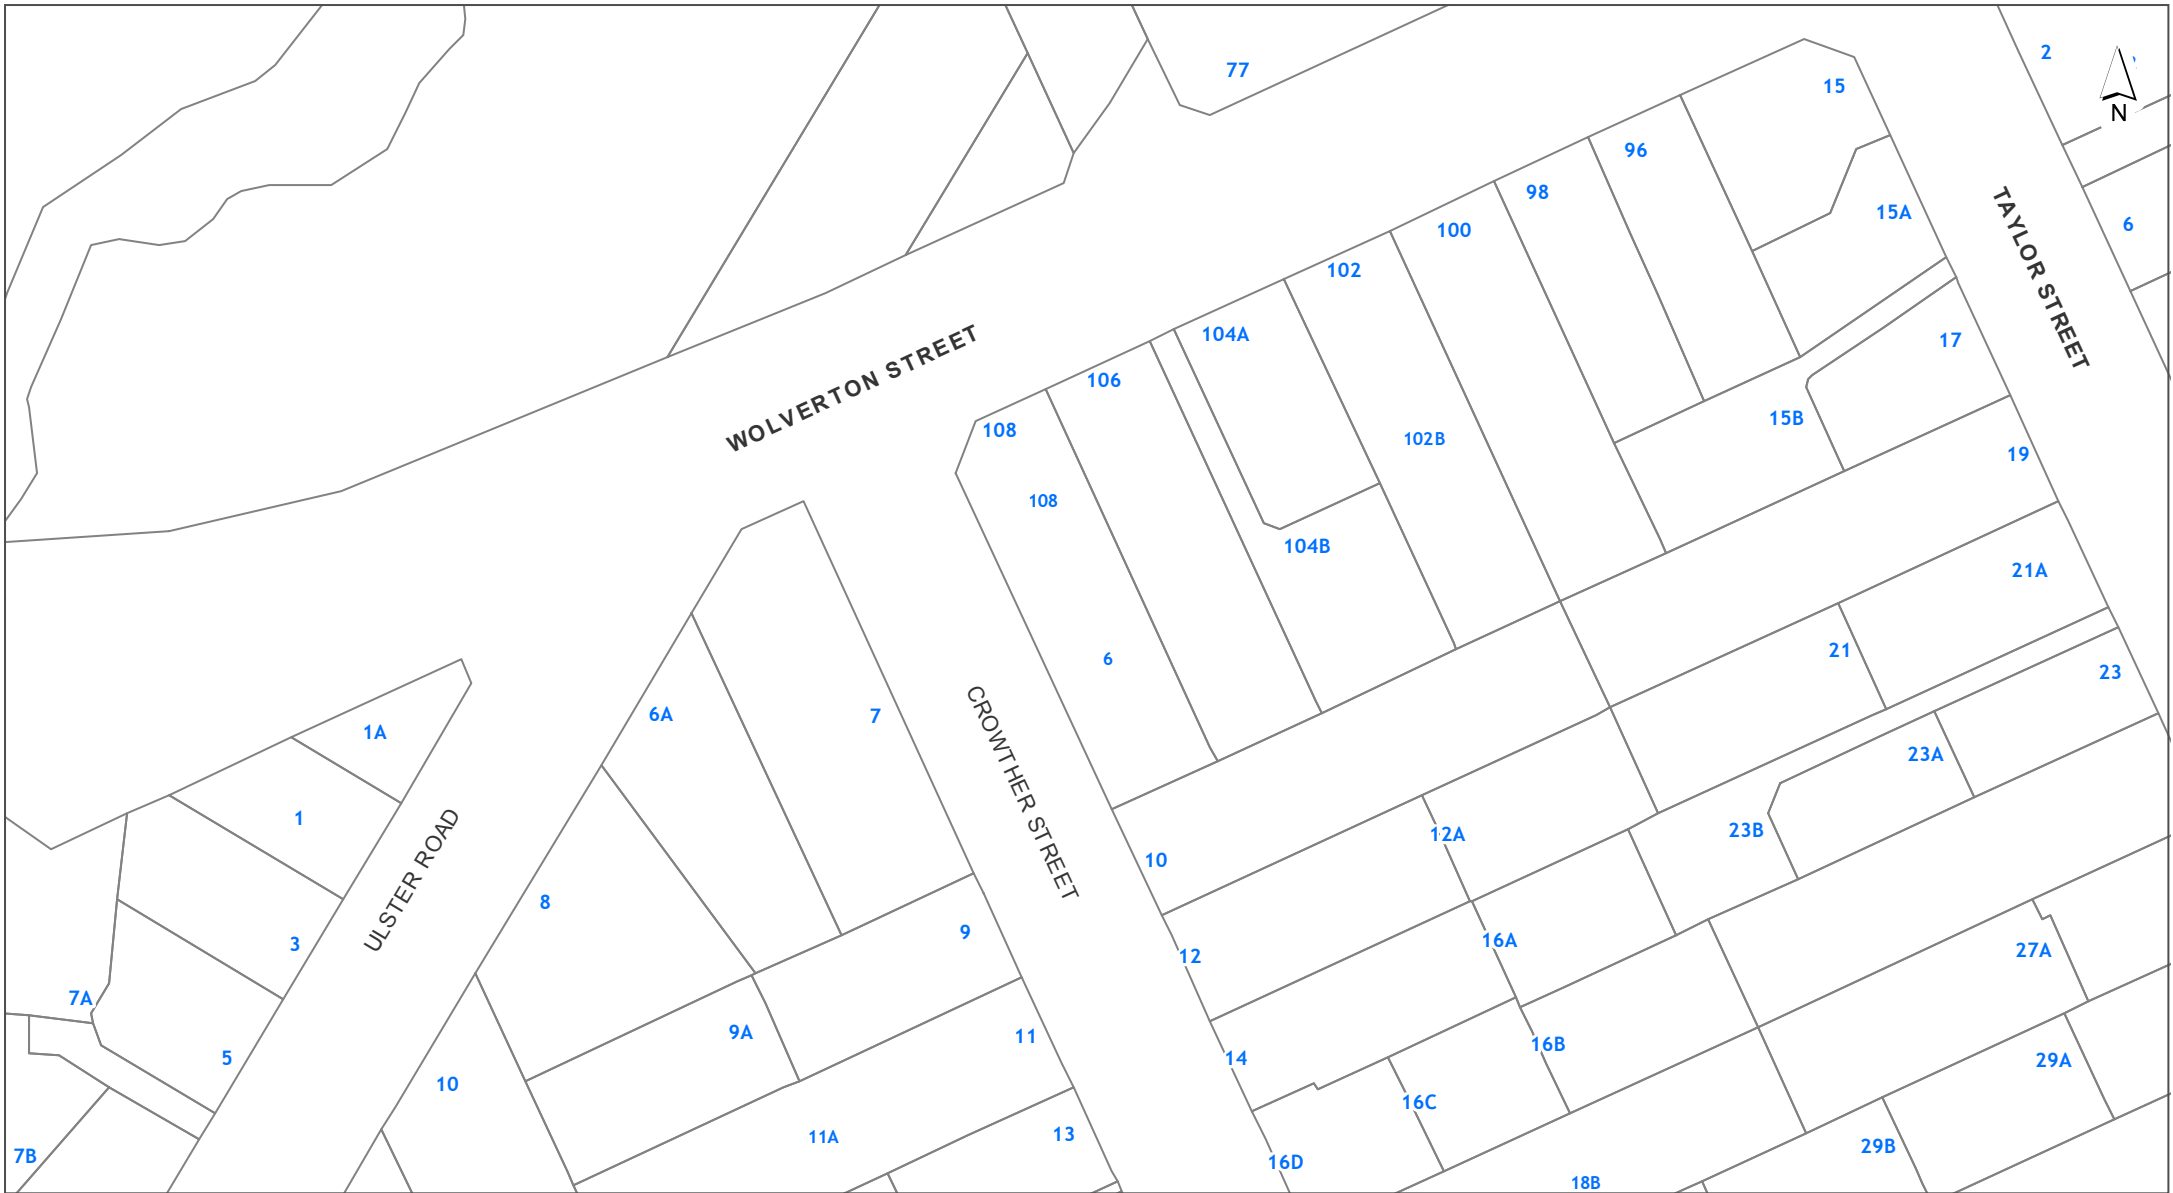 77
2
N
15
96
98
100
102
15A
6
TAYLOR STREET
WOLVERTON STREET
104A
106
108
17
102B
15B
19
108
104B
21A
6
21
23
6A
7
1A
CROWTHER STREET
23A
1
12A
23B
10
ULSTER ROAD
8
9
3
12
16A
27A
7A
9A
11
14
16B
5
10
29A
16C
11A
13
29B
7B
16D
18B